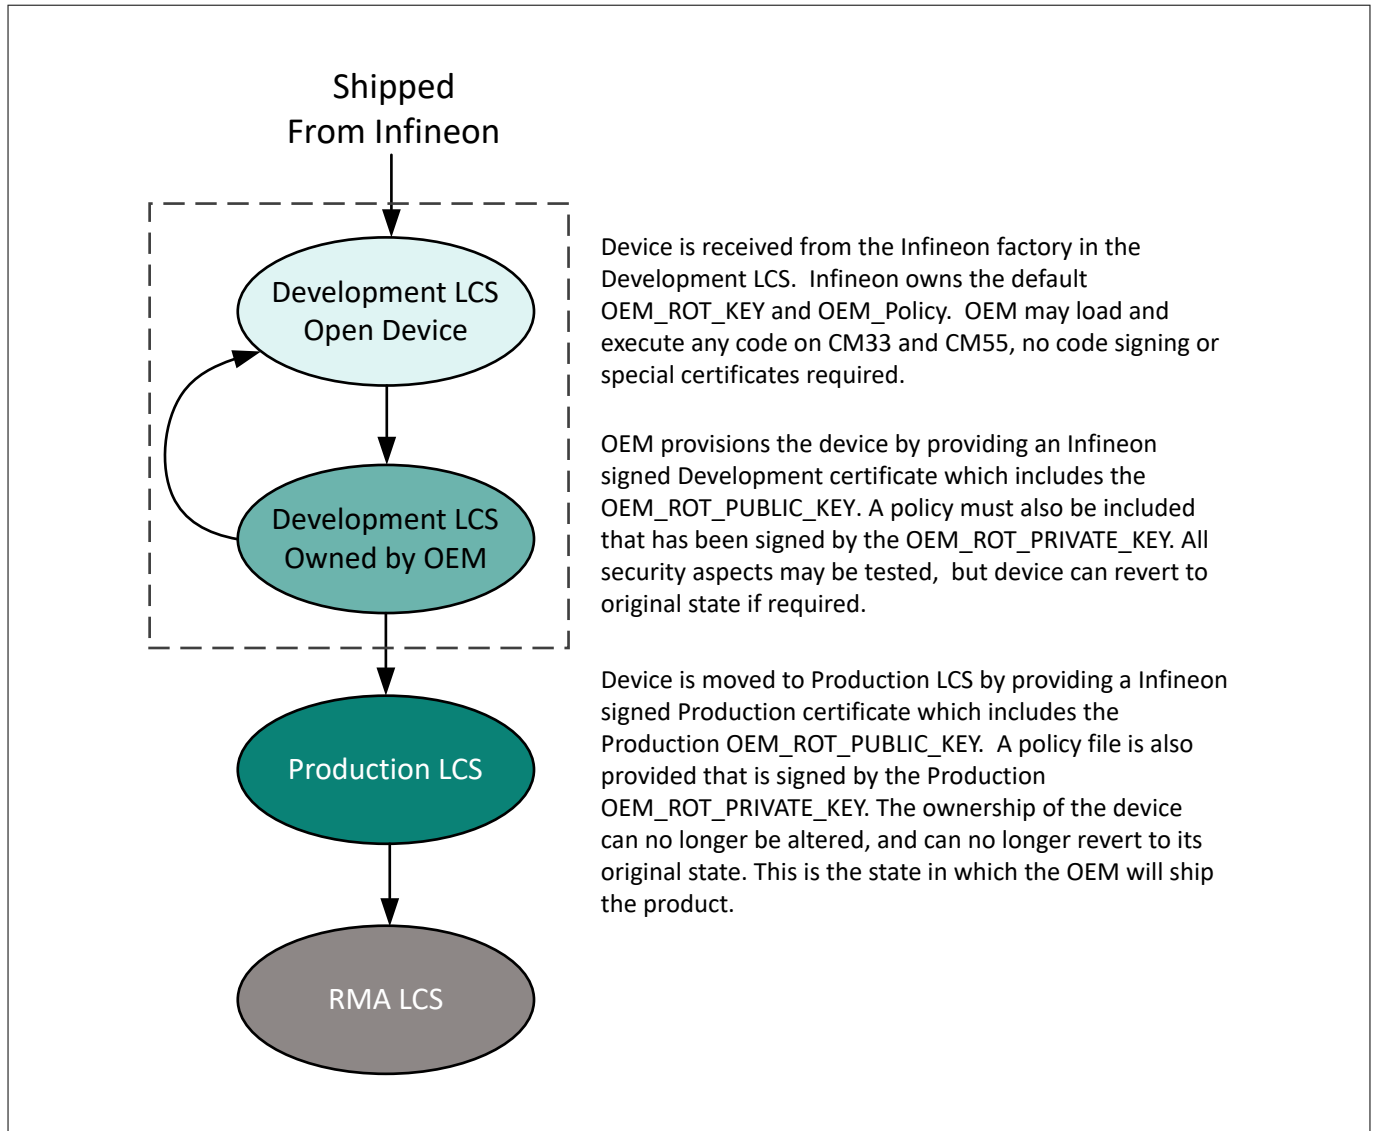 Shipped
From Infineon
Development LCS
Open Device
Device is received from the Infineon factory in the
Development LCS.  Infineon owns the default
OEM_ROT_KEY and OEM_Policy.  OEM may load and
execute any code on CM33 and CM55, no code signing or
special certificates required.
Development LCS
Owned by OEM
OEM provisions the device by providing an Infineon
signed Development certificate which includes the
OEM_ROT_PUBLIC_KEY. A policy must also be included
that has been signed by the OEM_ROT_PRIVATE_KEY. All
security aspects may be tested,  but device can revert to
original state if required.
Production LCS
Device is moved to Production LCS by providing a Infineon
signed Production certificate which includes the
Production OEM_ROT_PUBLIC_KEY.  A policy file is also
provided that is signed by the Production
OEM_ROT_PRIVATE_KEY. The ownership of the device
can no longer be altered, and can no longer revert to its
original state. This is the state in which the OEM will ship
the product.
RMA LCS